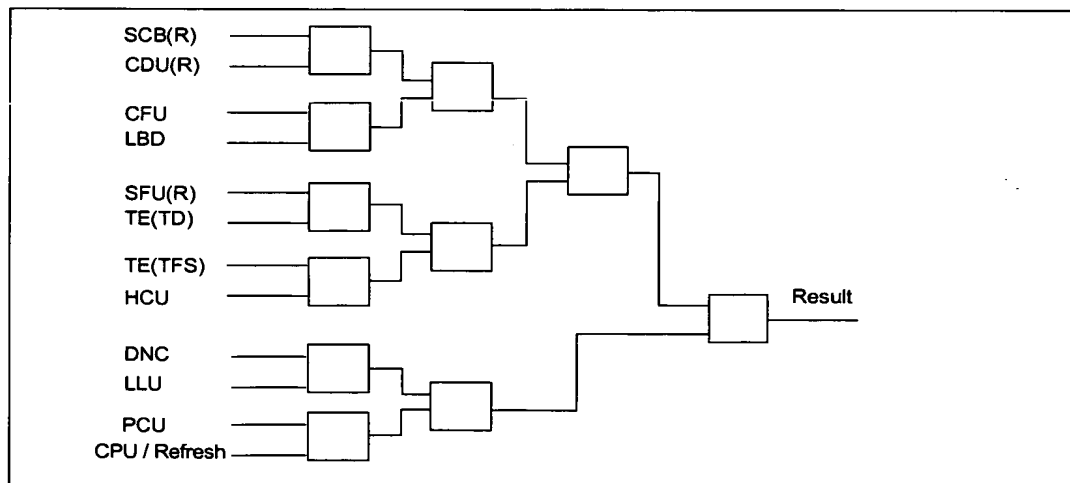 SCB(R)
CDU(R)
CFU
LBD
SFU(R)
TE(TD)
TE(TFS)
HCU
Result
DNC
LLU
PCU
CPU / Refresh